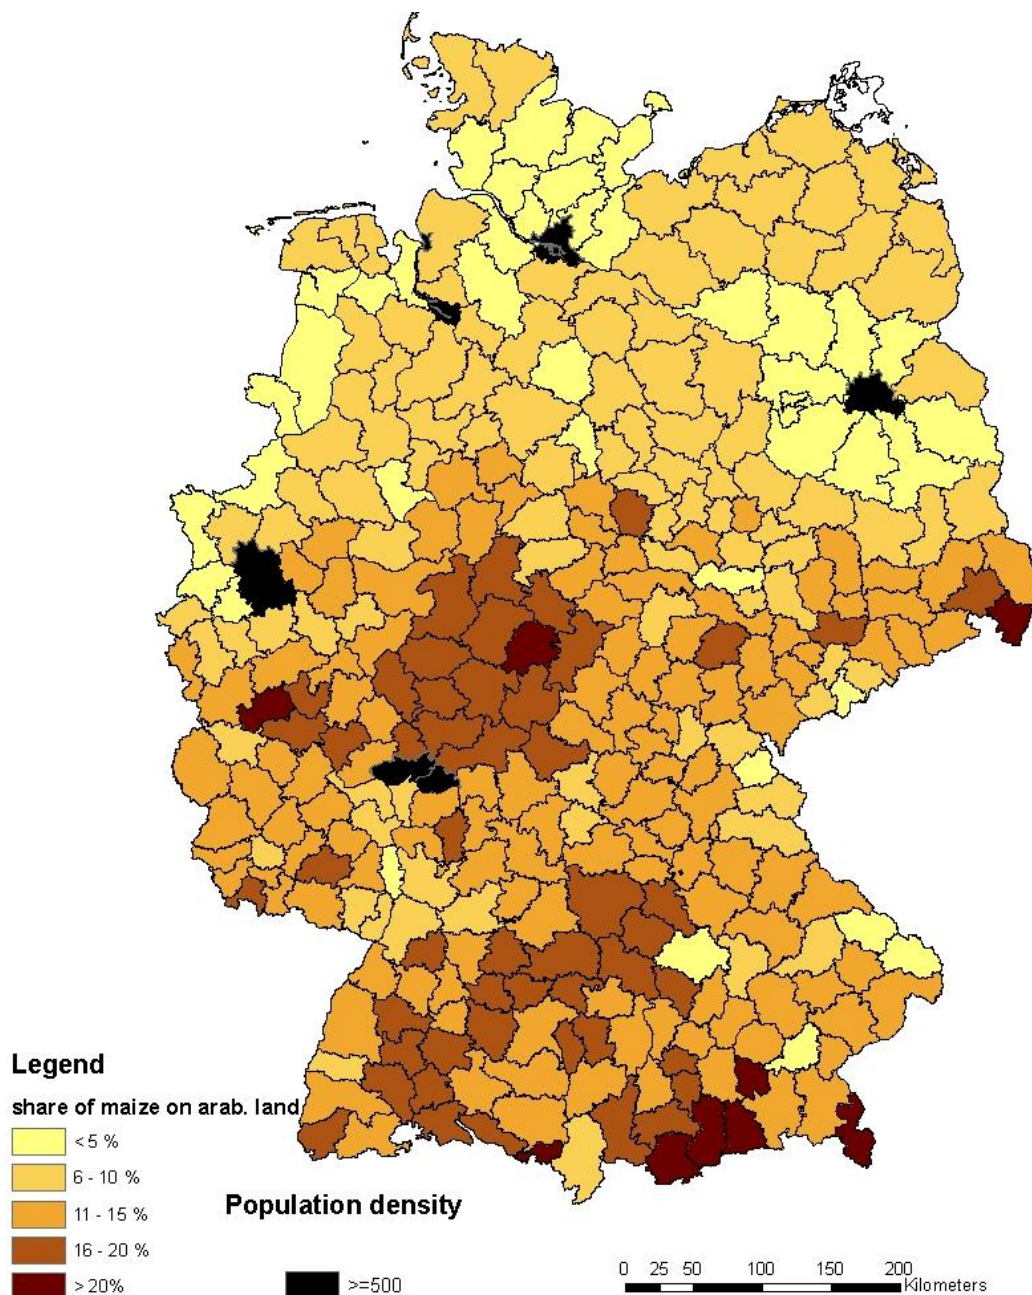 Legend
share of maize on arab. land
< 5 %
6 - 10 %
11 - 15 %
16 - 20 %
> 20%
Population density
>=500
0 25 50 100 150 200
Kilometers